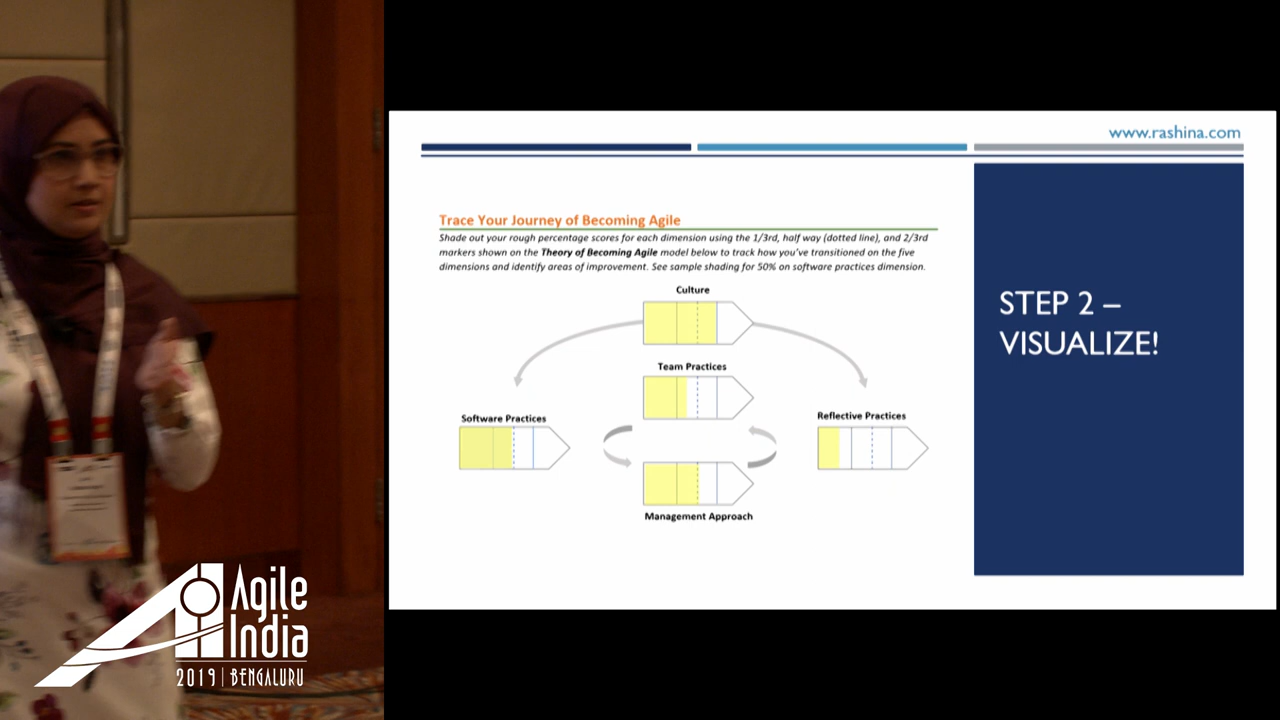 www.rashina.com
Trace Your Journey of Becoming Agile
Shade out your rough percentage scores for each dimension using the 1/3rd, half way (dotted line), and 2/3rd
markers shown on the Theory of Becoming Agile model below to track how you've transitioned on the five
dimensions and identify areas of improvement. See sample shading for 50% on software practices dimension.
Culture
Team Practices
Software Practices
Reflective Practices
Management Approach
STEP 2 –
VISUALIZE!
Agile
India
2019 | BENGALURU